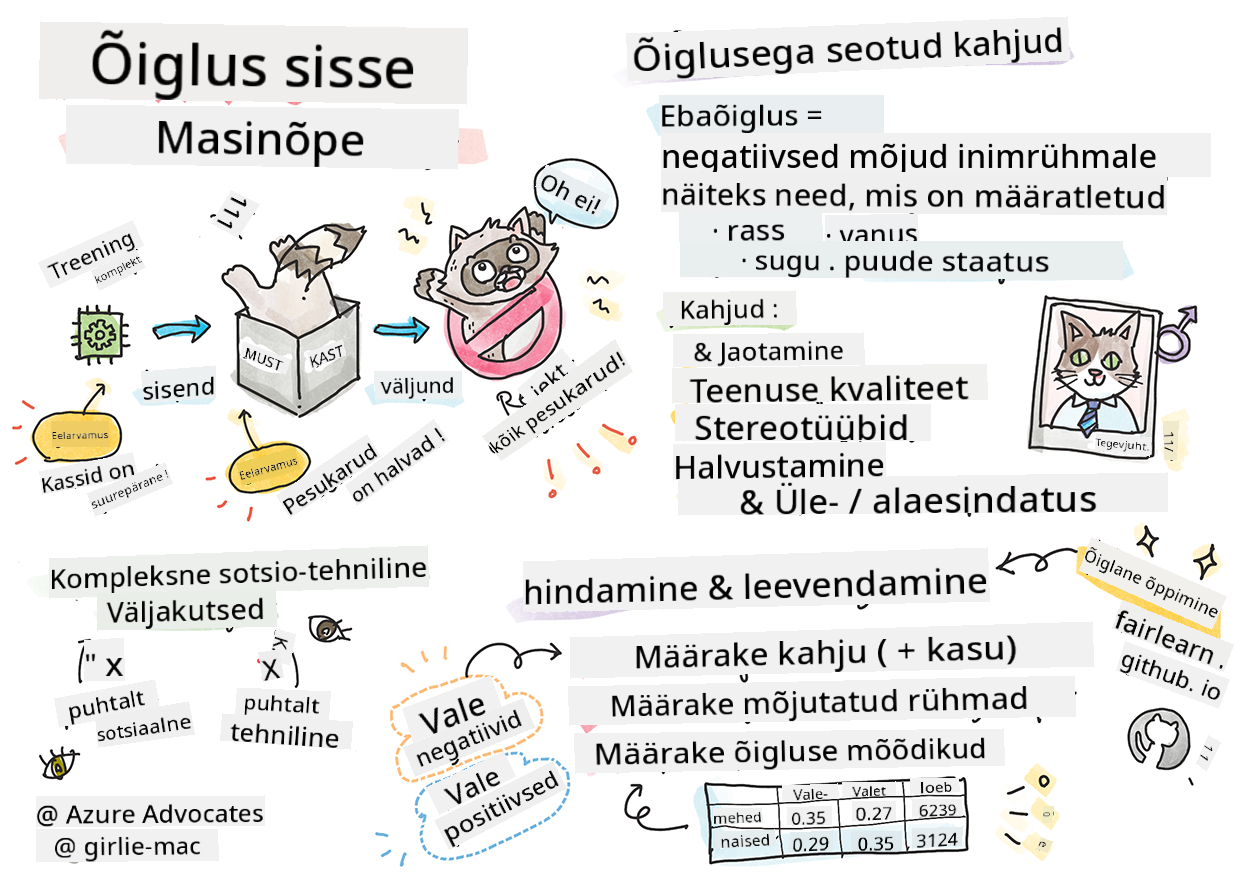 Õiglus sisse
Masinõpe
Treening
komplekt
Oh ei!
MUST
KAST
sisend
väljund
Eelarvamus
Kassid on
suurepärane!
Eelarvamus
Pesukarud
on halvad !
kõik pesukarud!
Õiglusega seotud kahjud
Ebaõiglus =
negatiivsed mõjud inimrühmale
näiteks need, mis on määratletud
· rass · vanus
· sugu . puude staatus
Kahjud :
& Jaotamine
Teenuse kvaliteet
Stereotüübid
Halvustamine
& Üle- / alaesindatus
Tegevjuht.
Kompleksne sotsio-tehniline
Väljakutsed
" x
puhtalt
sotsiaalne
X
puhtalt
tehniline
@ Azure Advocates
@ girlie-mac
hindamine & leevendamine
Õiglane õppimine
fairlearn .
github. io
Määrake kahju ( + kasu)
Määrake mõjutatud rühmad
Määrake õigluse mõõdikud
Vale
negatiivid
Vale
positiivsed
Vale- Valet loeb
mehed 0.35 0.27 6239
naised 0.29 0.35 3124